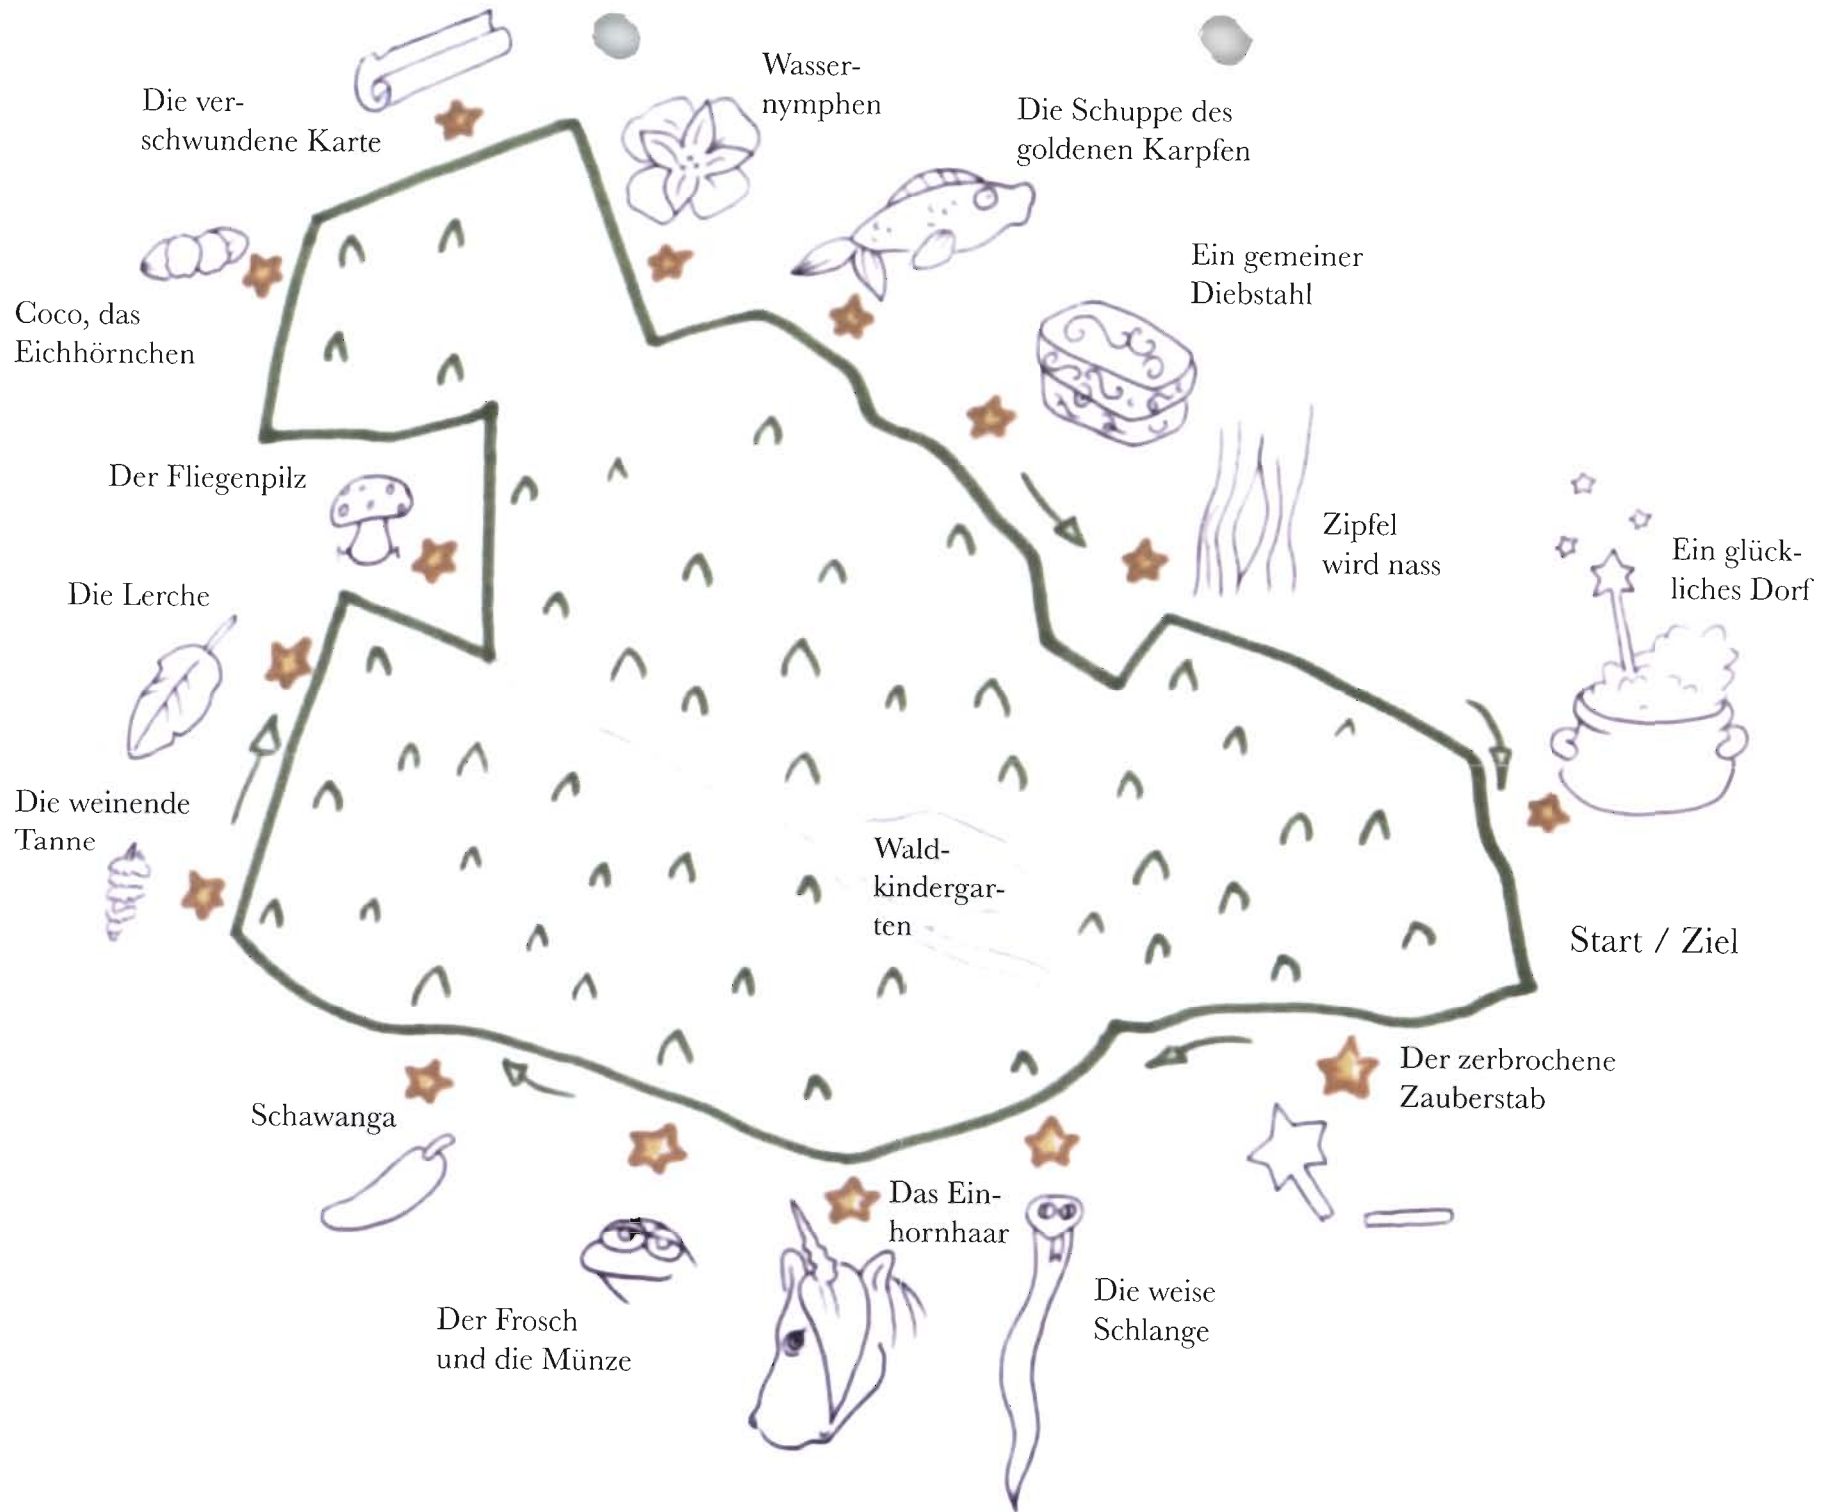 Die ver-
schwundene Karte
Wasser-
nymphen
Die Schuppe des
goldenen Karpfen
Ein gemeiner
Diebstahl
Coco, das
Eichhörnchen
Der Fliegenpilz
Zipfel
wird nass
Ein glück-
liches Dorf
Die Lerche
Die weinende
Tanne
Wald-
kindergar-
ten
Start / Ziel
Der zerbrochene
Zauberstab
Schawanga
Das Ein-
hornhaar
Die weise
Schlange
Der Frosch
und die Münze